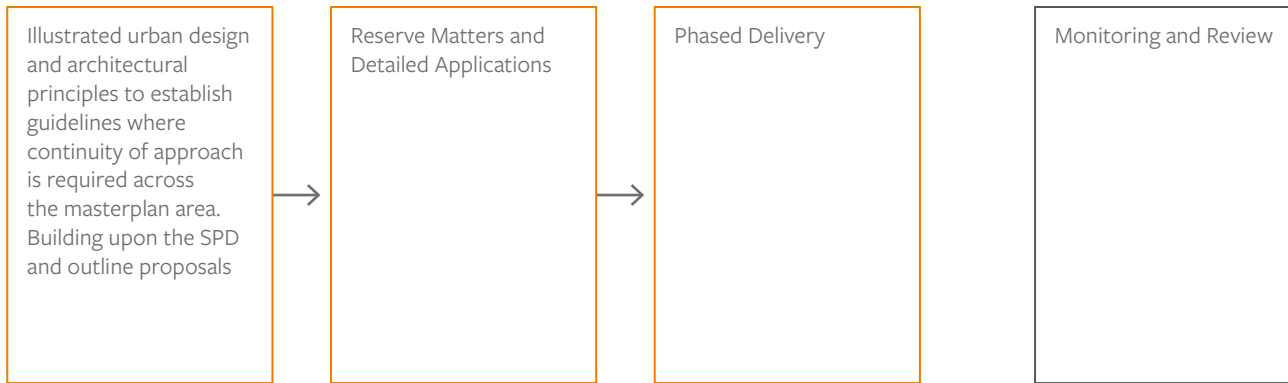 Illustrated urban design
and architectural
principles to establish
guidelines where
continuity of approach
is required across
the masterplan area.
Building upon the SPD
and outline proposals
Reserve Matters and
Detailed Applications
Phased Delivery
Monitoring and Review